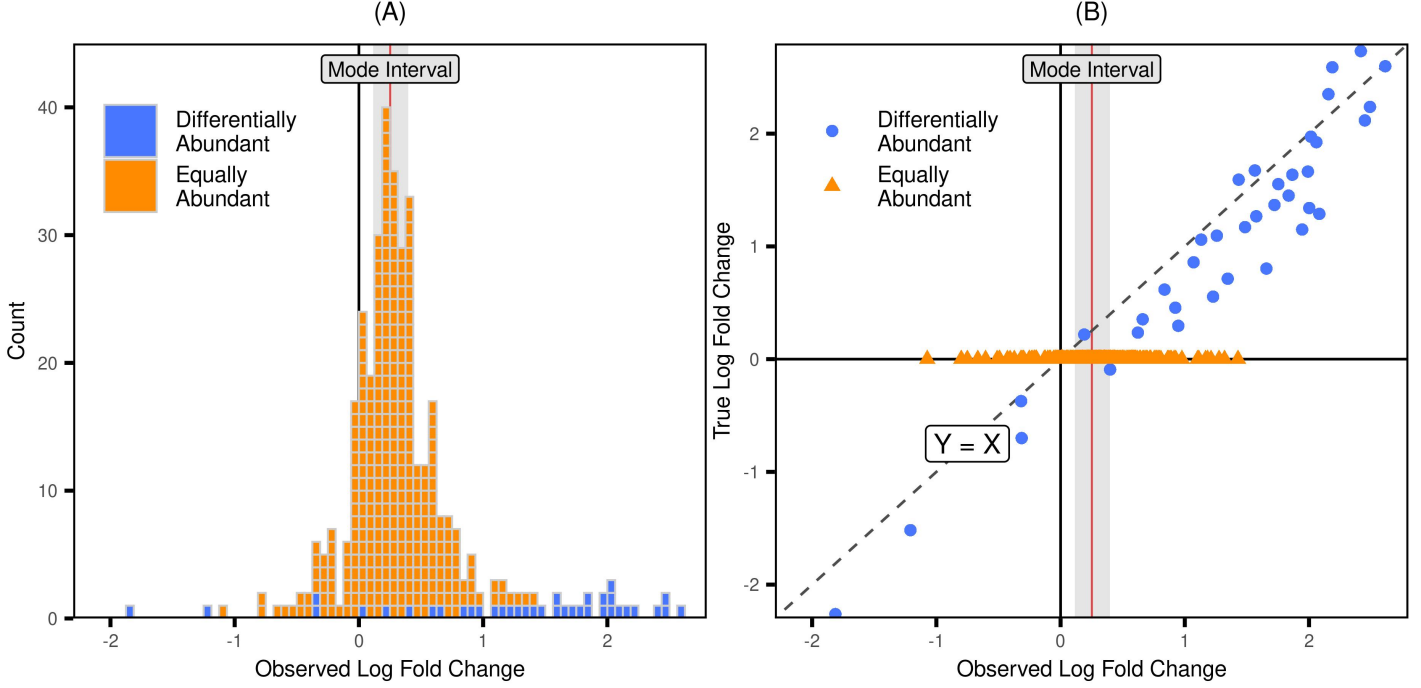 (A)
Mode Interval
Differentially
Abundant
Equally
Abundant
40
30
20
10
0
Count
-2
-1
0
1
2
Observed Log Fold Change
(B)
Mode Interval
Differentially
Abundant
Equally
Abundant
Y = X
2
1
0
-1
-2
True Log Fold Change
-2
-1
0
1
2
Observed Log Fold Change